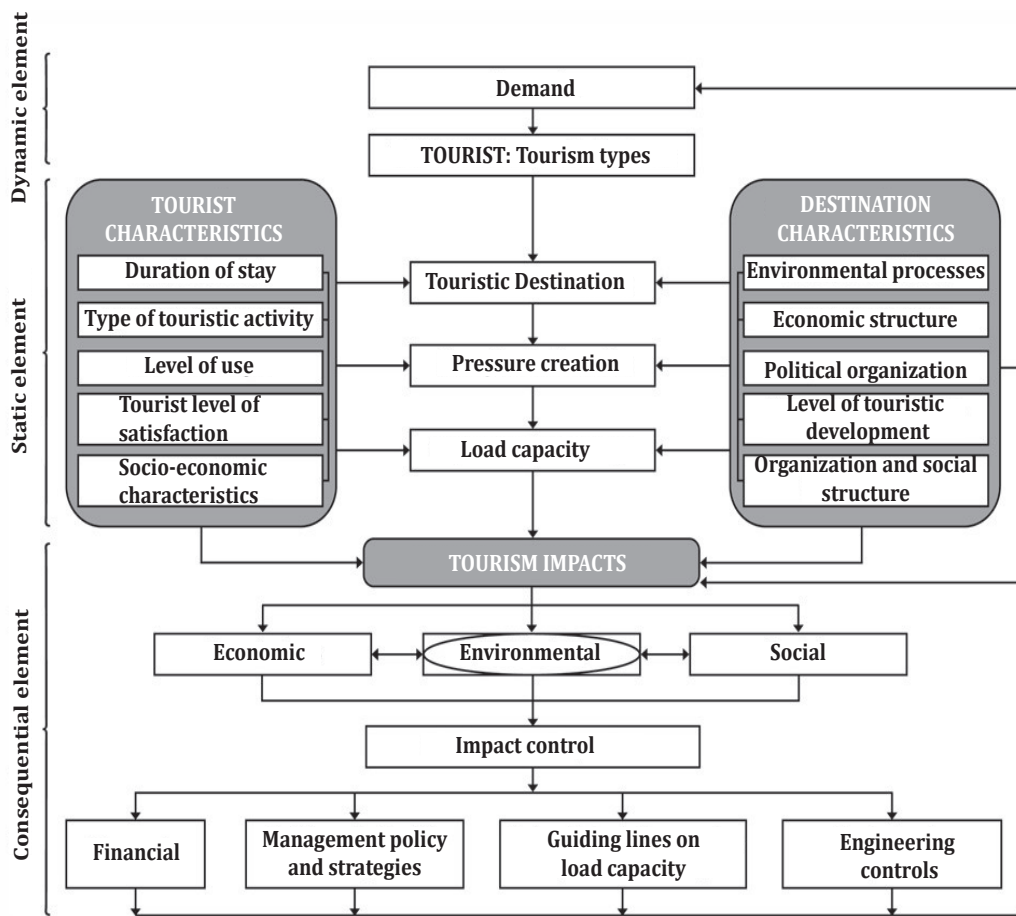 Dynamic element
Demand
TOURIST: Tourism types
Static element
TOURIST
CHARACTERISTICS
Duration of stay
Type of touristic activity
Level of use
Tourist level of
satisfaction
Socio-economic
characteristics
Touristic Destination
Pressure creation
Load capacity
DESTINATION
CHARACTERISTICS
Environmental processes
Economic structure
Political organization
Level of touristic
development
Organization and social
structure
Consequential element
TOURISM IMPACTS
Economic
Environmental
Social
Impact control
Financial
Management policy
and strategies
Guiding lines on
load capacity
Engineering
controls